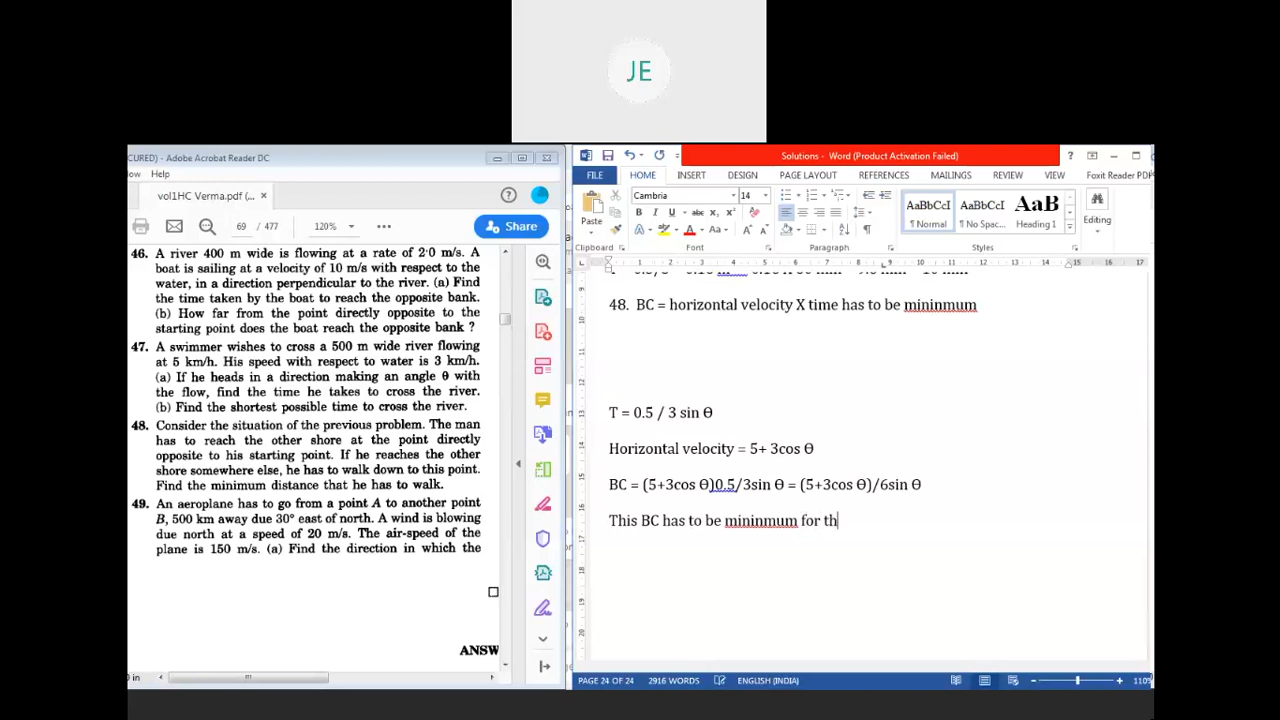 JE
CURED) - Adobe Acrobat Reader DC
ow Help
vol1HC Verma.pdf (...
69 / 477
120%
Share
46. A river 400 m wide is flowing at a rate of 2·0 m/s. A
boat is sailing at a velocity of 10 m/s with respect to the
water, in a direction perpendicular to the river. (a) Find
the time taken by the boat to reach the opposite bank.
(b) How far from the point directly opposite to the
starting point does the boat reach the opposite bank ?
47. A swimmer wishes to cross a 500 m wide river flowing
at 5 km/h. His speed with respect to water is 3 km/h.
(a) If he heads in a direction making an angle θ with
the flow, find the time he takes to cross the river.
(b) Find the shortest possible time to cross the river.
48. Consider the situation of the previous problem. The man
has to reach the other shore at the point directly
opposite to his starting point. If he reaches the other
shore somewhere else, he has to walk down to this point.
Find the minimum distance that he has to walk.
49. An aeroplane has to go from a point A to another point
B, 500 km away due 30° east of north. A wind is blowing
due north at a speed of 20 m/s. The air-speed of the
plane is 150 m/s. (a) Find the direction in which the
ANSW
in
Solutions - Word (Product Activation Failed)
FILE HOME INSERT DESIGN PAGE LAYOUT REFERENCES MAILINGS REVIEW VIEW Foxit Reader PDF
Paste
Cambria 14
AaBbCcI AaBbCcI AaB
¶ Normal ¶ No Spac... Heading 1
Editing
Clipboard Font Paragraph Styles
48. BC = horizontal velocity X time has to be mininmum
T = 0.5 / 3 sin Θ
Horizontal velocity = 5+ 3cos Θ
BC = (5+3cos Θ)0.5/3sin Θ = (5+3cos Θ)/6sin Θ
This BC has to be mininmum for th
PAGE 24 OF 24 2916 WORDS ENGLISH (INDIA)
110%